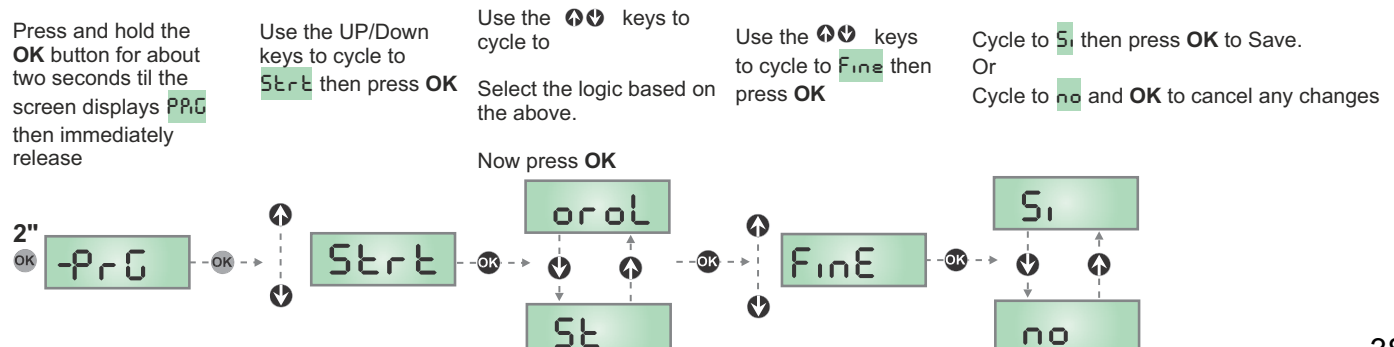 Press and hold the
OK button for about
two seconds til the
screen displays PRG
then immediately
release
Use the UP/Down
keys to cycle to
Strt then press OK
Use the keys to
cycle to
Select the logic based on
the above.
Now press OK
Use the keys
to cycle to Fine then
press OK
Cycle to Si then press OK to Save.
Or
Cycle to no and OK to cancel any changes
2"
OK
-PrG
OK
Strt
OK
oroL
St
OK
FinE
OK
Si
no